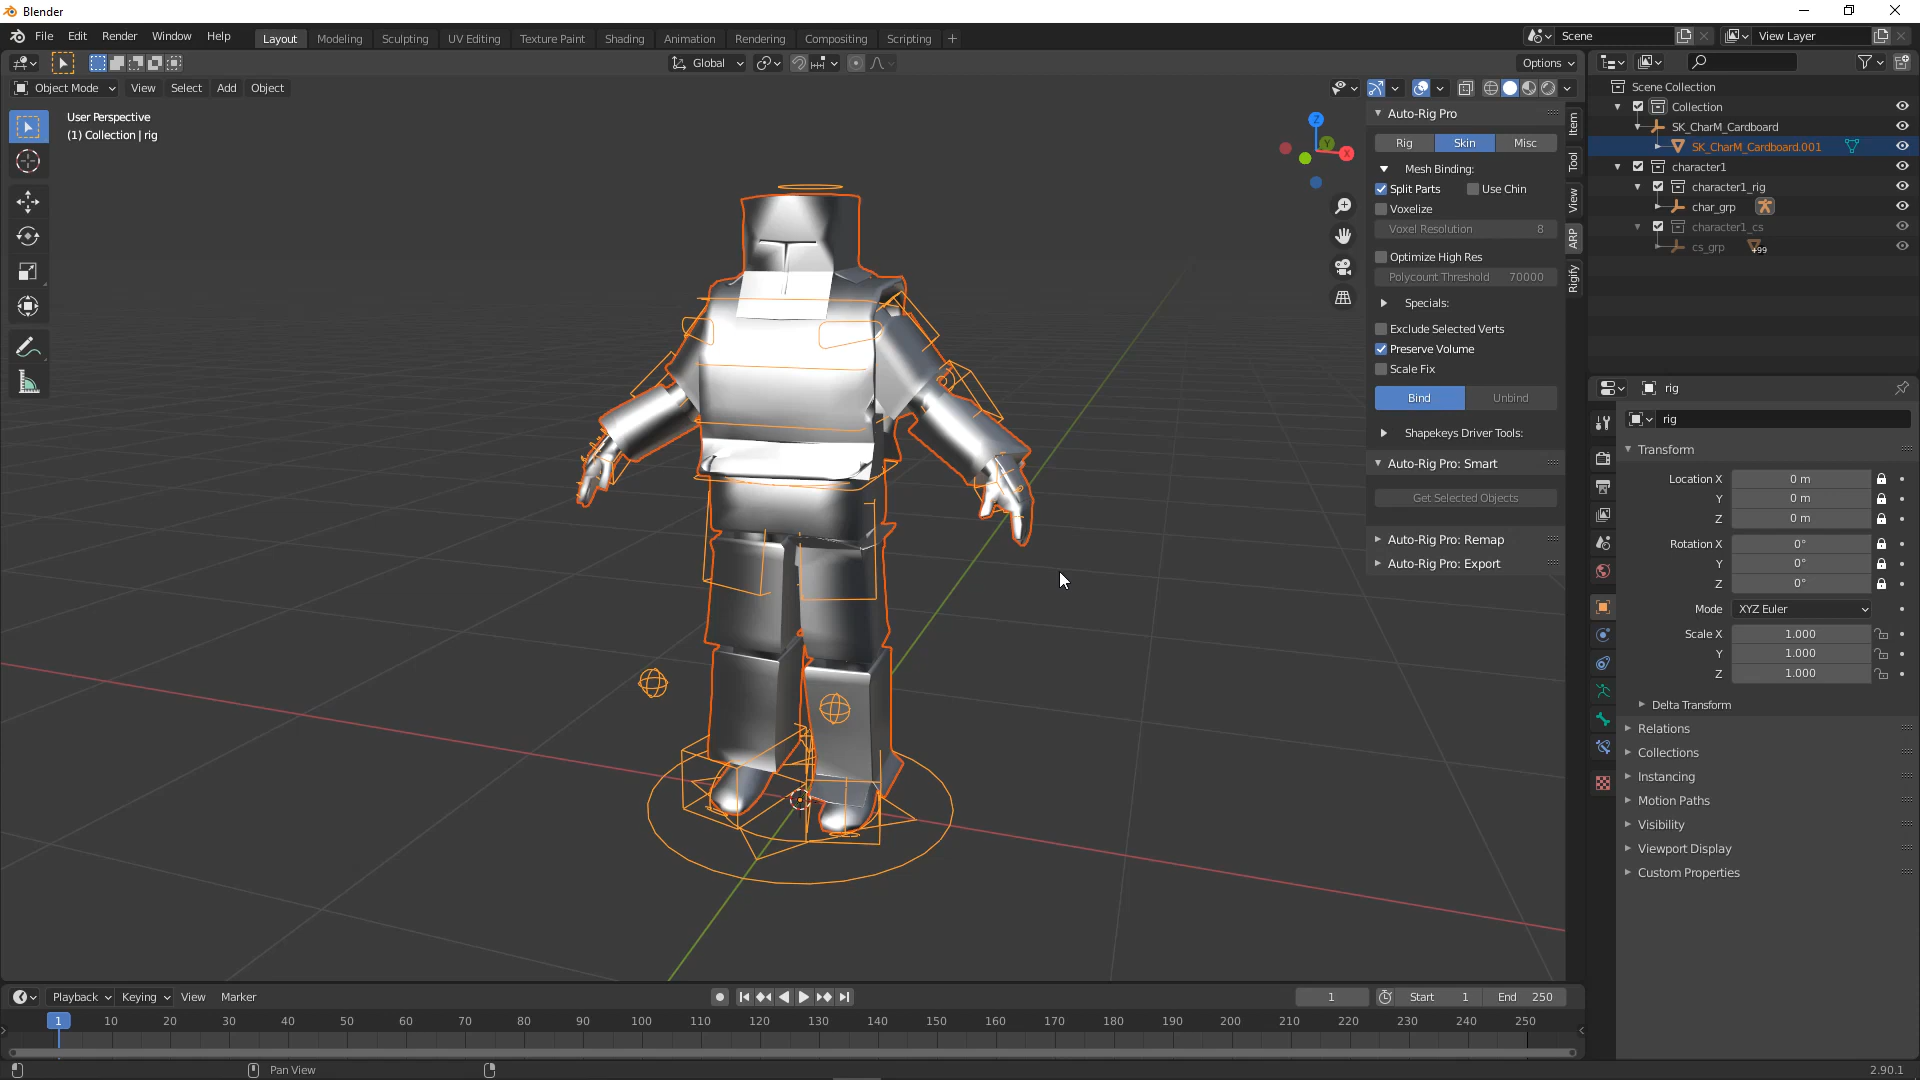 Blender
File Edit Render Window Help
Layout Modeling Sculpting UV Editing Texture Paint Shading Animation Rendering Compositing Scripting +
Scene
View Layer
Global
Options
Object Mode View Select Add Object
User Perspective
(1) Collection | rig
Z
Y
X
Item
Tool
View
ARP
Rigify
Auto-Rig Pro
Rig Skin Misc
Mesh Binding:
Split Parts Use Chin
Voxelize
Voxel Resolution 8
Optimize High Res
Polycount Threshold 70000
Specials:
Exclude Selected Verts
Preserve Volume
Scale Fix
Bind Unbind
Shapekeys Driver Tools:
Auto-Rig Pro: Smart
Get Selected Objects
Auto-Rig Pro: Remap
Auto-Rig Pro: Export
Scene Collection
Collection
SK_CharM_Cardboard
SK_CharM_Cardboard.001
character1
character1_rig
char_grp
character1_cs
cs_grp +99
rig
rig
Transform
Location X 0 m
Y 0 m
Z 0 m
Rotation X 0°
Y 0°
Z 0°
Mode XYZ Euler
Scale X 1.000
Y 1.000
Z 1.000
Delta Transform
Relations
Collections
Instancing
Motion Paths
Visibility
Viewport Display
Custom Properties
Playback Keying View Marker
1 Start 1 End 250
1 10 20 30 40 50 60 70 80 90 100 110 120 130 140 150 160 170 180 190 200 210 220 230 240 250
Pan View
2.90.1